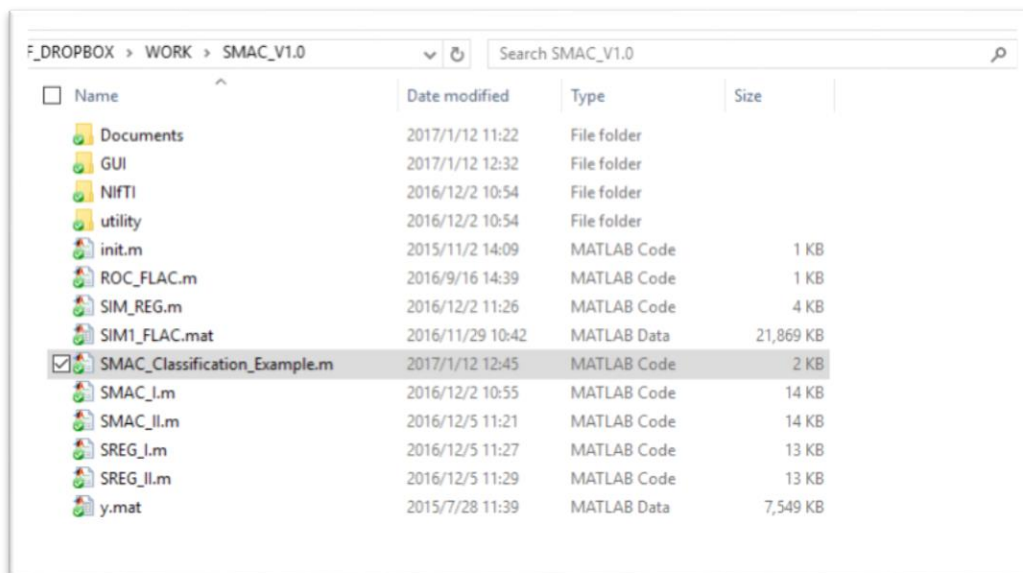 F_DROPBOX > WORK > SMAC_V1.0 Search SMAC_V1.0
Name Date modified Type Size
Documents 2017/1/12 11:22 File folder
GUI 2017/1/12 12:32 File folder
NIfTI 2016/12/2 10:54 File folder
utility 2016/12/2 10:54 File folder
init.m 2015/11/2 14:09 MATLAB Code 1 KB
ROC_FLAC.m 2016/9/16 14:39 MATLAB Code 1 KB
SIM_REG.m 2016/12/2 11:26 MATLAB Code 4 KB
SIM1_FLAC.mat 2016/11/29 10:42 MATLAB Data 21,869 KB
SMAC_Classification_Example.m 2017/1/12 12:45 MATLAB Code 2 KB
SMAC_I.m 2016/12/2 10:55 MATLAB Code 14 KB
SMAC_II.m 2016/12/5 11:21 MATLAB Code 14 KB
SREG_I.m 2016/12/5 11:27 MATLAB Code 13 KB
SREG_II.m 2016/12/5 11:29 MATLAB Code 13 KB
y.mat 2015/7/28 11:39 MATLAB Data 7,549 KB